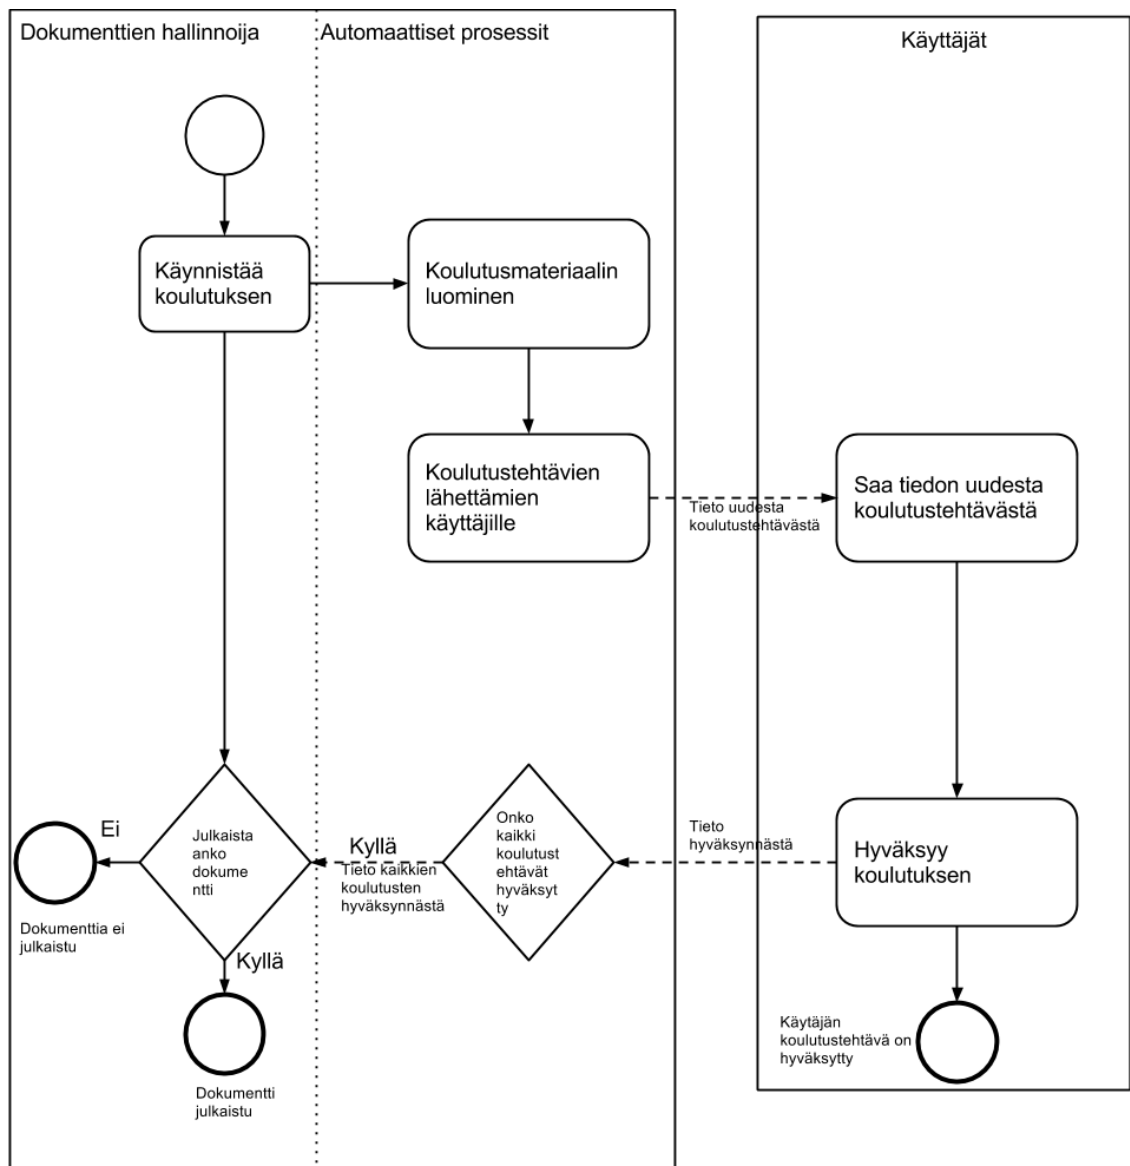 Dokumenttien hallinnoija
Automaattiset prosessit
Käyttäjät
Käynnistää
koulutuksen
Koulutusmateriaalin
luominen
Koulutustehtävien
lähettämien
käyttäjille
Tieto uudesta
koulutustehtävästä
Saa tiedon uudesta
koulutustehtävästä
Ei
Julkaista
anko
dokume
ntti
Kyllä
Tieto kaikkien
koulutusten
hyväksynnästä
Onko
kaikki
koulutust
ehtävät
hyväksyt
ty
Tieto
hyväksynnästä
Hyväksyy
koulutuksen
Dokumenttia ei
julkaistu
Kyllä
Dokumentti
julkaistu
Käytäjän
koulutustehtävä on
hyväksytty